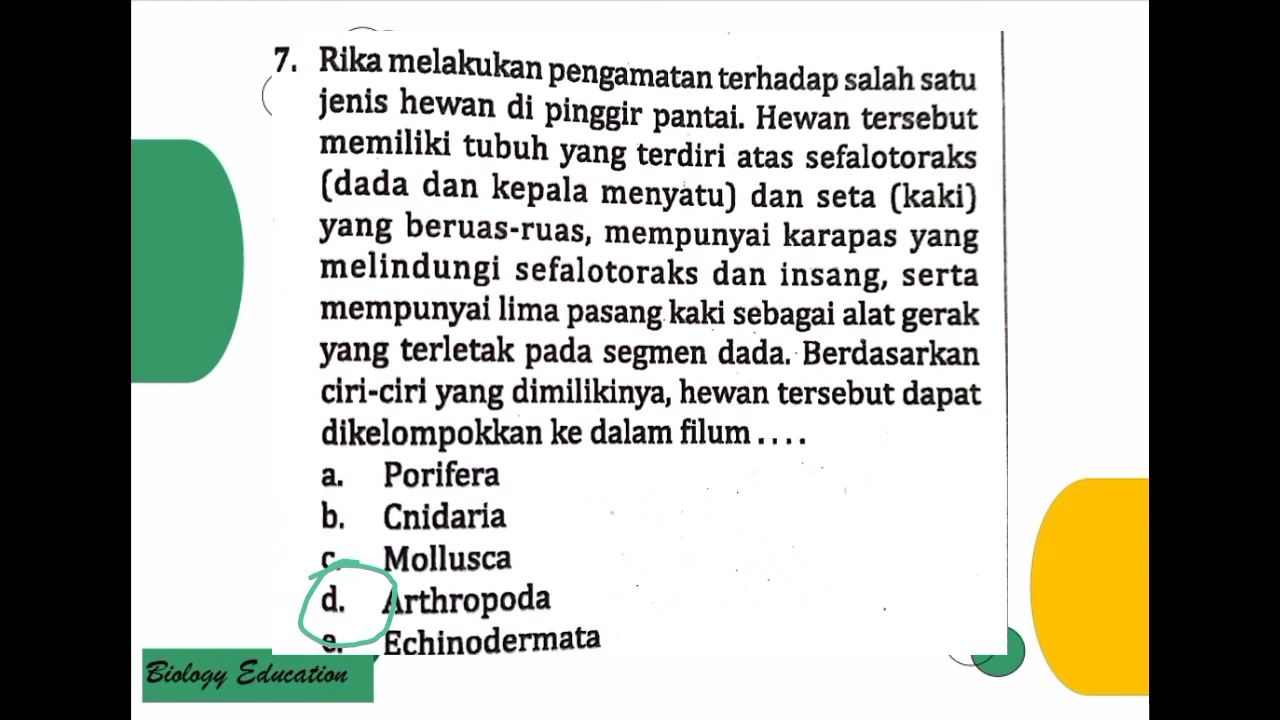 7. Rika melakukan pengamatan terhadap salah satu
jenis hewan di pinggir pantai. Hewan tersebut
memiliki tubuh yang terdiri atas sefalotoraks
(dada dan kepala menyatu) dan seta (kaki)
yang beruas-ruas, mempunyai karapas yang
melindungi sefalotoraks dan insang, serta
mempunyai lima pasang kaki sebagai alat gerak
yang terletak pada segmen dada. Berdasarkan
ciri-ciri yang dimilikinya, hewan tersebut dapat
dikelompokkan ke dalam filum . . . .
a. Porifera
b. Cnidaria
c. Mollusca
d. Arthropoda
e. Echinodermata
Biology Education